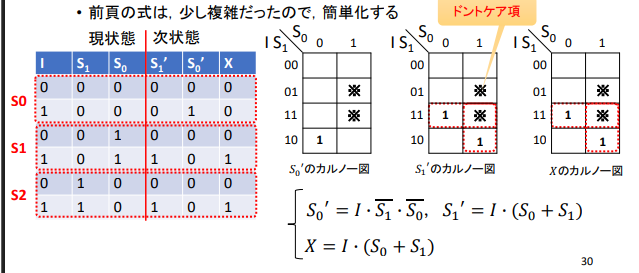 • 前頁の式は，少し複雑だったので，簡単化する
ドントケア項
現状態 次状態
I S₁ S₀ S₁′ S₀′ X
S0
0 0 0 0 0 0
1 0 0 0 1 0
S1
0 0 1 0 0 0
1 0 1 1 0 1
S2
0 1 0 0 0 0
1 1 0 1 0 1
I S₁ S₀ 0 1
00
01 ※
11 ※
10 1
S₀′のカルノー図
I S₁ S₀ 0 1
00
01 ※
11 1 ※
10 1
S₁′のカルノー図
I S₁ S₀ 0 1
00
01 ※
11 1 ※
10 1
Xのカルノー図
S₀′ = I · S̅₁ · S̅₀, S₁′ = I · (S₀ + S₁)
X = I · (S₀ + S₁)
30